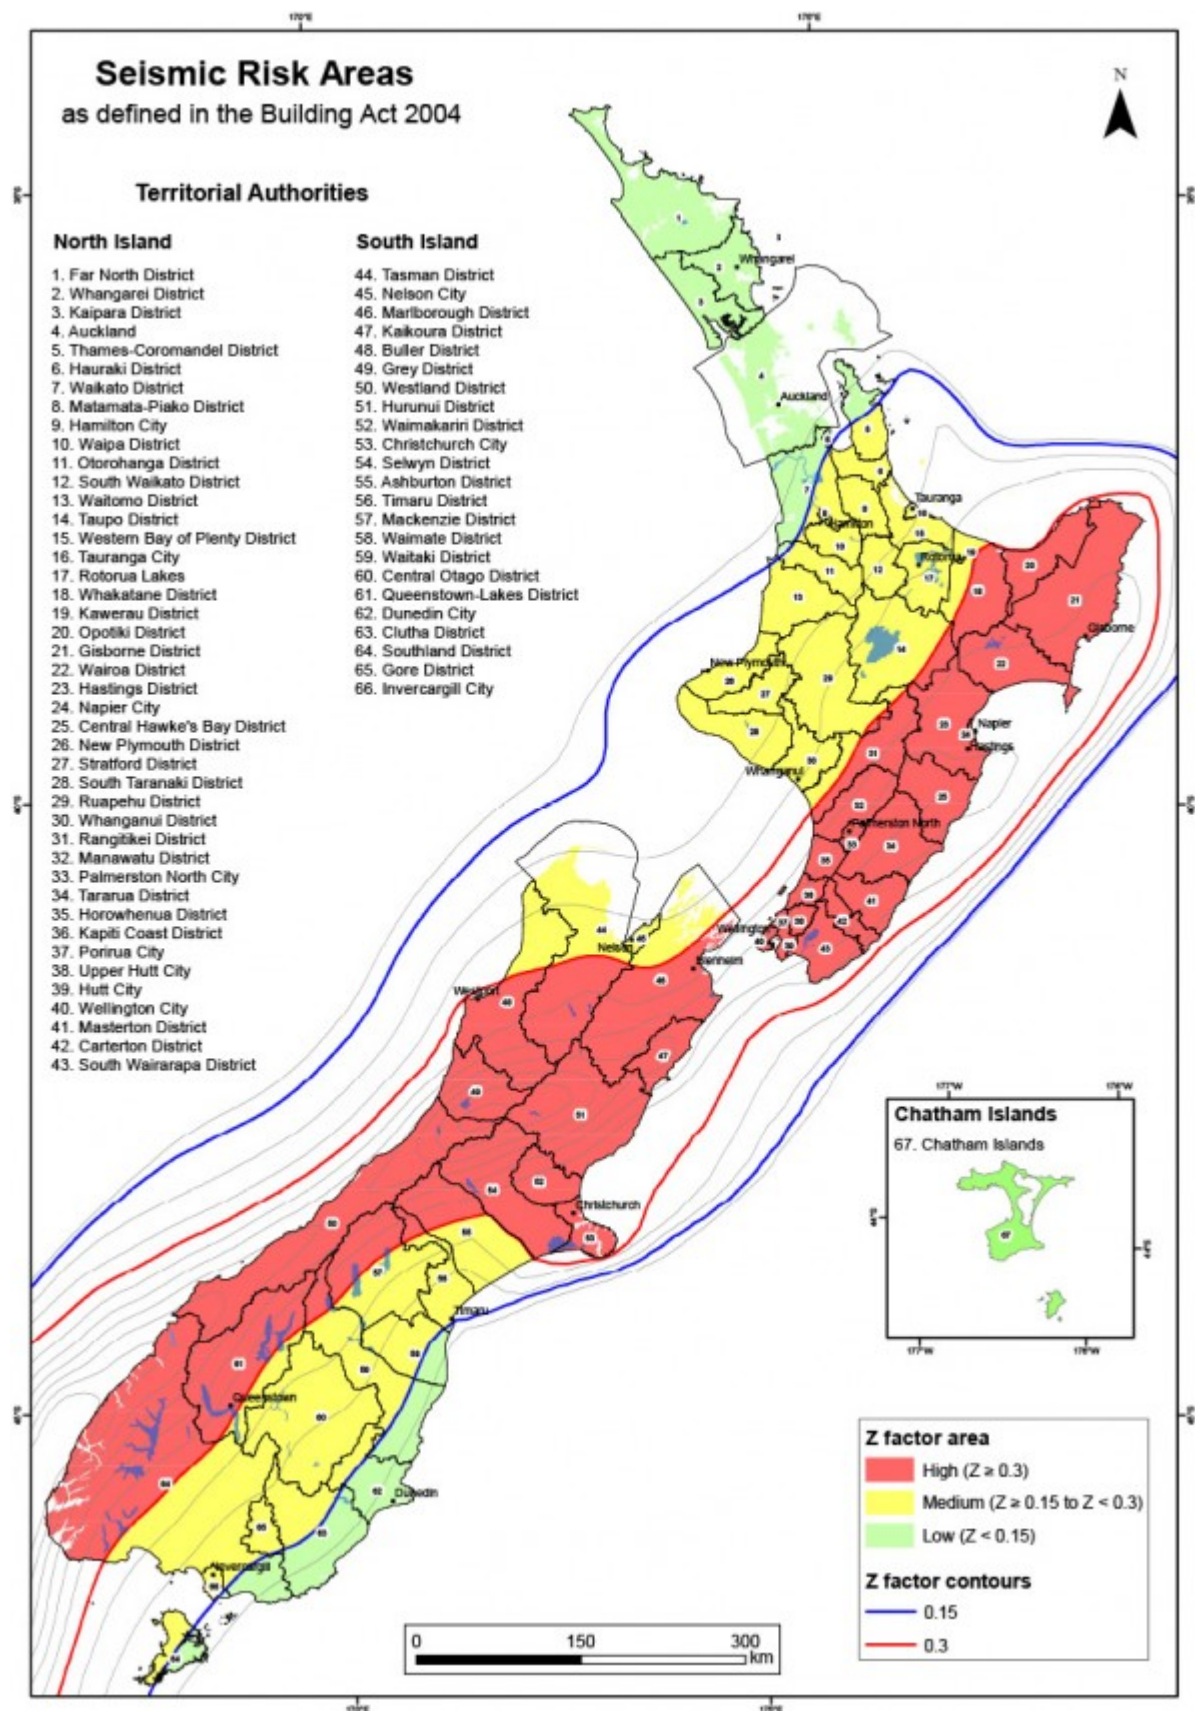 Seismic Risk Areas
as defined in the Building Act 2004
N
Territorial Authorities
North Island
1. Far North District
2. Whangarei District
3. Kaipara District
4. Auckland
5. Thames-Coromandel District
6. Hauraki District
7. Waikato District
8. Matamata-Piako District
9. Hamilton City
10. Waipa District
11. Otorohanga District
12. South Waikato District
13. Waitomo District
14. Taupo District
15. Western Bay of Plenty District
16. Tauranga City
17. Rotorua Lakes
18. Whakatane District
19. Kawerau District
20. Opotiki District
21. Gisborne District
22. Wairoa District
23. Hastings District
24. Napier City
25. Central Hawke's Bay District
26. New Plymouth District
27. Stratford District
28. South Taranaki District
29. Ruapehu District
30. Whanganui District
31. Rangitikei District
32. Manawatu District
33. Palmerston North City
34. Tararua District
35. Horowhenua District
36. Kapiti Coast District
37. Porirua City
38. Upper Hutt City
39. Hutt City
40. Wellington City
41. Masterton District
42. Carterton District
43. South Wairarapa District
South Island
44. Tasman District
45. Nelson City
46. Marlborough District
47. Kaikoura District
48. Buller District
49. Grey District
50. Westland District
51. Hurunui District
52. Waimakariri District
53. Christchurch City
54. Selwyn District
55. Ashburton District
56. Timaru District
57. Mackenzie District
58. Waimate District
59. Waitaki District
60. Central Otago District
61. Queenstown-Lakes District
62. Dunedin City
63. Clutha District
64. Southland District
65. Gore District
66. Invercargill City
Whangarei
Auckland
Tauranga
Hamilton
Rotorua
Gisborne
New Plymouth
Napier
Hastings
Whanganui
Palmerston North
Wellington
Nelson
Blenheim
Westport
Christchurch
Timaru
Queenstown
Dunedin
Invercargill
Chatham Islands
67. Chatham Islands
177°W
176°W
44°S
44°S
67
177°W
176°W
Z factor area
High (Z ≥ 0.3)
Medium (Z ≥ 0.15 to Z < 0.3)
Low (Z < 0.15)
Z factor contours
0.15
0.3
0
150
300
km